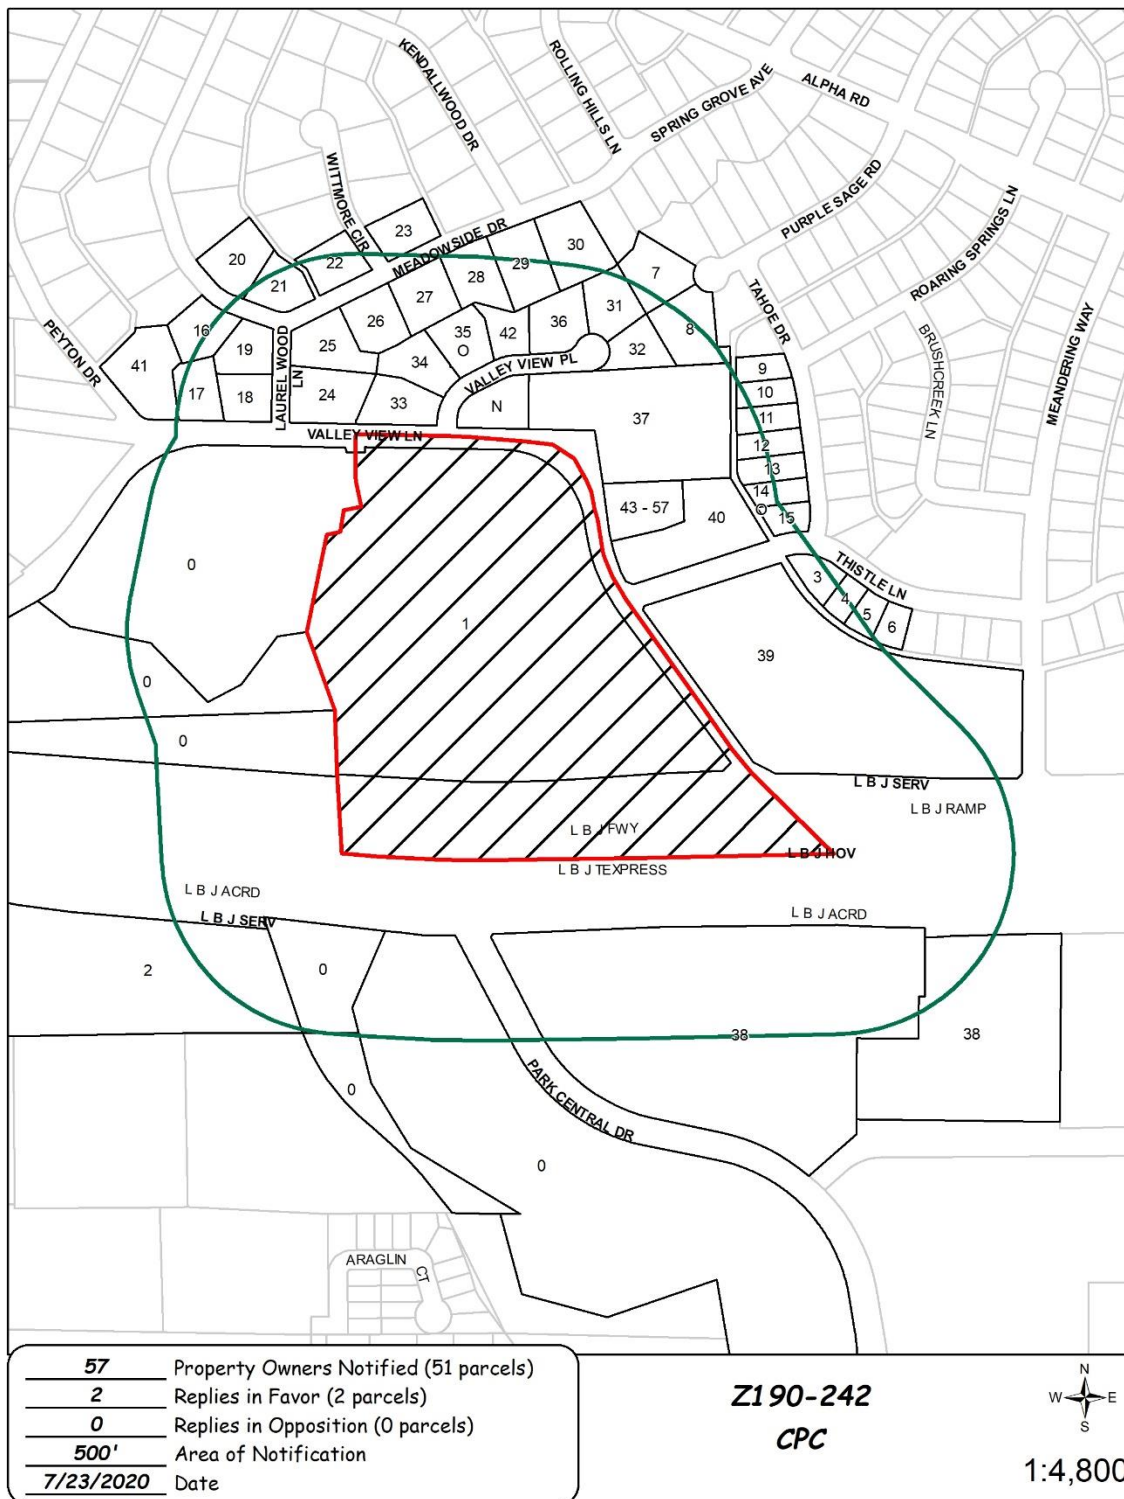 KENDALLWOOD DR
ROLLING HILLS LN
SPRING GROVE AVE
ALPHA RD
WITTMORE CIR
PURPLE SAGE RD
ROARING SPRINGS LN
MEADOWSIDE DR
23
20
22
21
30
29
28
27
7
TAHOE DR
BRUSHCREEK LN
MEANDERING WAY
PEYTON DR
16
41
19
17
18
LAUREL WOOD LN
26
25
24
35
O
42
36
31
8
34
32
33
VALLEY VIEW PL
N
VALLEY VIEW LN
37
9
10
11
12
13
14
O
15
43 - 57
40
THISTLE LN
3
4
5
6
0
1
39
0
0
L B J SERV
L B J RAMP
L B J FWY
L B J HOV
L B J TEXPRESS
L B J ACRD
L B J SERV
L B J ACRD
2
0
38
38
PARK CENTRAL DR
0
0
ARAGLIN CT
57 Property Owners Notified (51 parcels)
2 Replies in Favor (2 parcels)
0 Replies in Opposition (0 parcels)
500' Area of Notification
7/23/2020 Date
Z190-242
CPC
N
W E
S
1:4,800